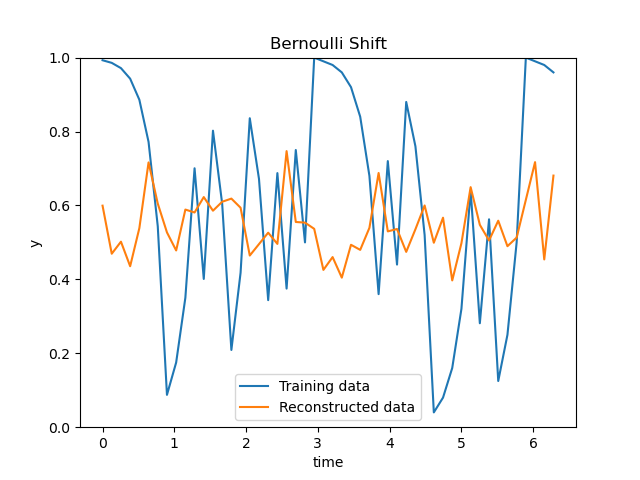 Bernoulli Shift
1.0
0.8
0.6
0.4
0.2
0.0
y
Training data
Reconstructed data
0 1 2 3 4 5 6
time